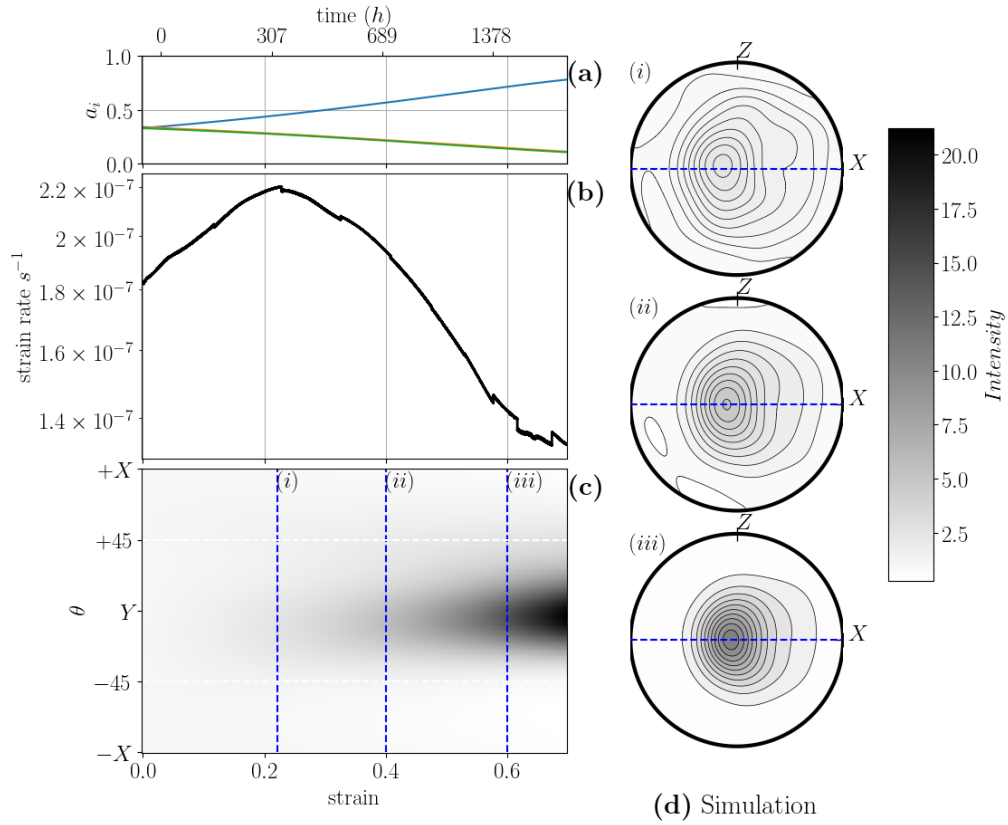 time (h)
0 307 689 1378
(a)
1.0
0.5
0.0
a_i
(b)
2.2 × 10⁻⁷
2 × 10⁻⁷
1.8 × 10⁻⁷
1.6 × 10⁻⁷
1.4 × 10⁻⁷
strain rate s⁻¹
(c)
+X
+45
Y
−45
−X
θ
(i) (ii) (iii)
0.0 0.2 0.4 0.6
strain
(i)
Z
X
(ii)
Z
X
(iii)
Z
X
(d) Simulation
20.0
17.5
15.0
12.5
10.0
7.5
5.0
2.5
Intensity